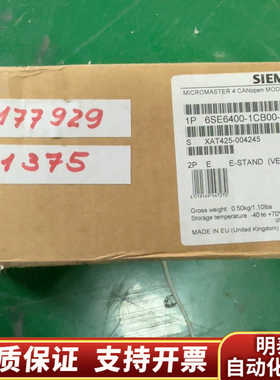 SIEM
MICROMASTER 4 CANopen MOD
177929
1375
1P 6SE6400-1CB00-
S XAT425-004245
2P E E-STAND (VE
Gross weight: 0.50kg/1.10lbs
Storage temperature -40 to +70°
MADE IN EU (United Kingdom)
质保证 支持开票
明泰
自动化